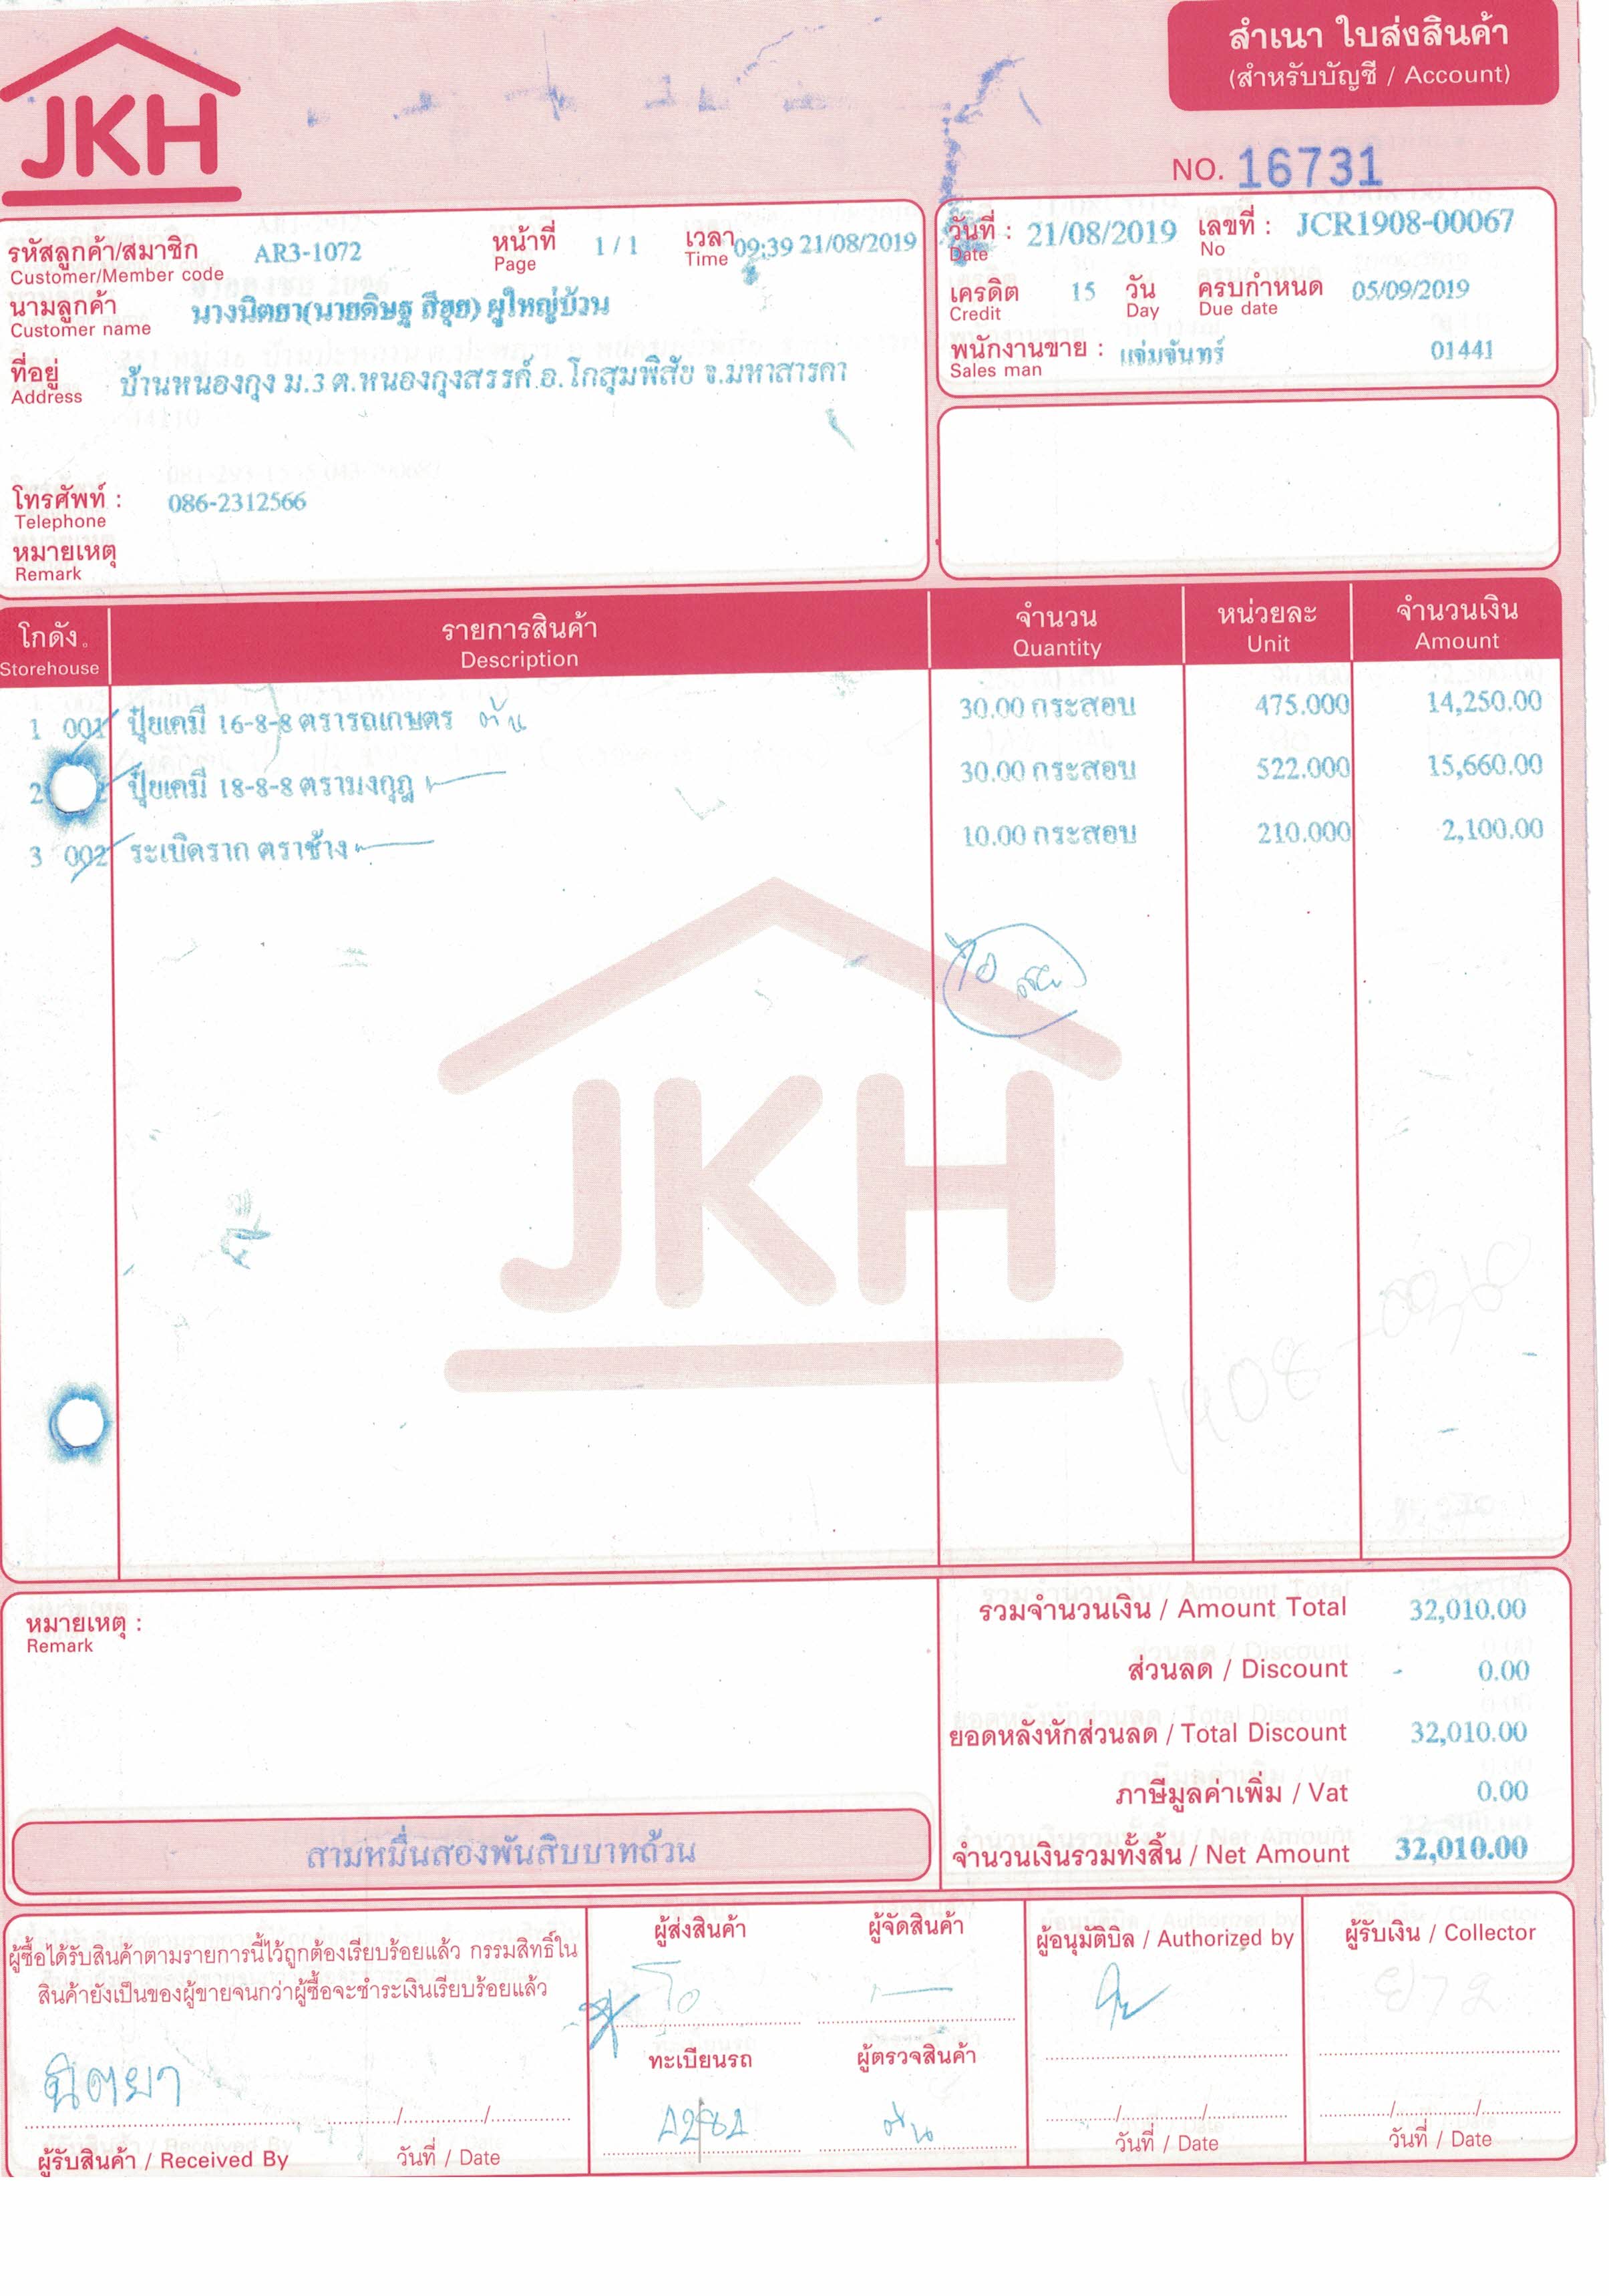 JKH
สำเนา ใบส่งสินค้า
(สำหรับบัญชี / Account)
NO. 16731
รหัสลูกค้า/สมาชิก AR3-1072 หน้าที่ 1 / 1 เวลา 09:39 21/08/2019
Customer/Member code Page Time
นามลูกค้า นางนิตยา(นายดิษฐ สีฮุย) ผู้ใหญ่บ้วน
Customer name
ที่อยู่ บ้านหนองกุง ม.3 ต.หนองกุงสวรรค์ อ.โกสุมพิสัย จ.มหาสารคา
Address
โทรศัพท์ : 086-2312566
Telephone
หมายเหตุ
Remark
วันที่ : 21/08/2019 เลขที่ : JCR1908-00067
Date No
เครดิต 15 วัน ครบกำหนด 05/09/2019
Credit Day Due date
พนักงานขาย : แจ่มจันทร์ 01441
Sales man
โกดัง รายการสินค้า จำนวน หน่วยละ จำนวนเงิน
Storehouse Description Quantity Unit Amount
1 001 ปุ๋ยเคมี 16-8-8 ตรารถเกษตร ต้น 30.00 กระสอบ 475.000 14,250.00
2 ปุ๋ยเคมี 18-8-8 ตรามงกุฎ 30.00 กระสอบ 522.000 15,660.00
3 002 ระเบิดราก ตราช้าง 10.00 กระสอบ 210.000 2,100.00
JKH
หมายเหตุ :
Remark
รวมจำนวนเงิน / Amount Total 32,010.00
ส่วนลด / Discount - 0.00
ยอดหลังหักส่วนลด / Total Discount 32,010.00
ภาษีมูลค่าเพิ่ม / Vat 0.00
จำนวนเงินรวมทั้งสิ้น / Net Amount 32,010.00
สามหมื่นสองพันสิบบาทถ้วน
ผู้ซื้อได้รับสินค้าตามรายการนี้ไว้ถูกต้องเรียบร้อยแล้ว กรรมสิทธิ์ใน
สินค้ายังเป็นของผู้ขายจนกว่าผู้ซื้อจะชำระเงินเรียบร้อยแล้ว
นิตยา
ผู้รับสินค้า / Received By วันที่ / Date
ผู้ส่งสินค้า ผู้จัดสินค้า
โอ
ทะเบียนรถ ผู้ตรวจสินค้า
ต้น
ผู้อนุมัติบิล / Authorized by
วันที่ / Date
ผู้รับเงิน / Collector
วันที่ / Date